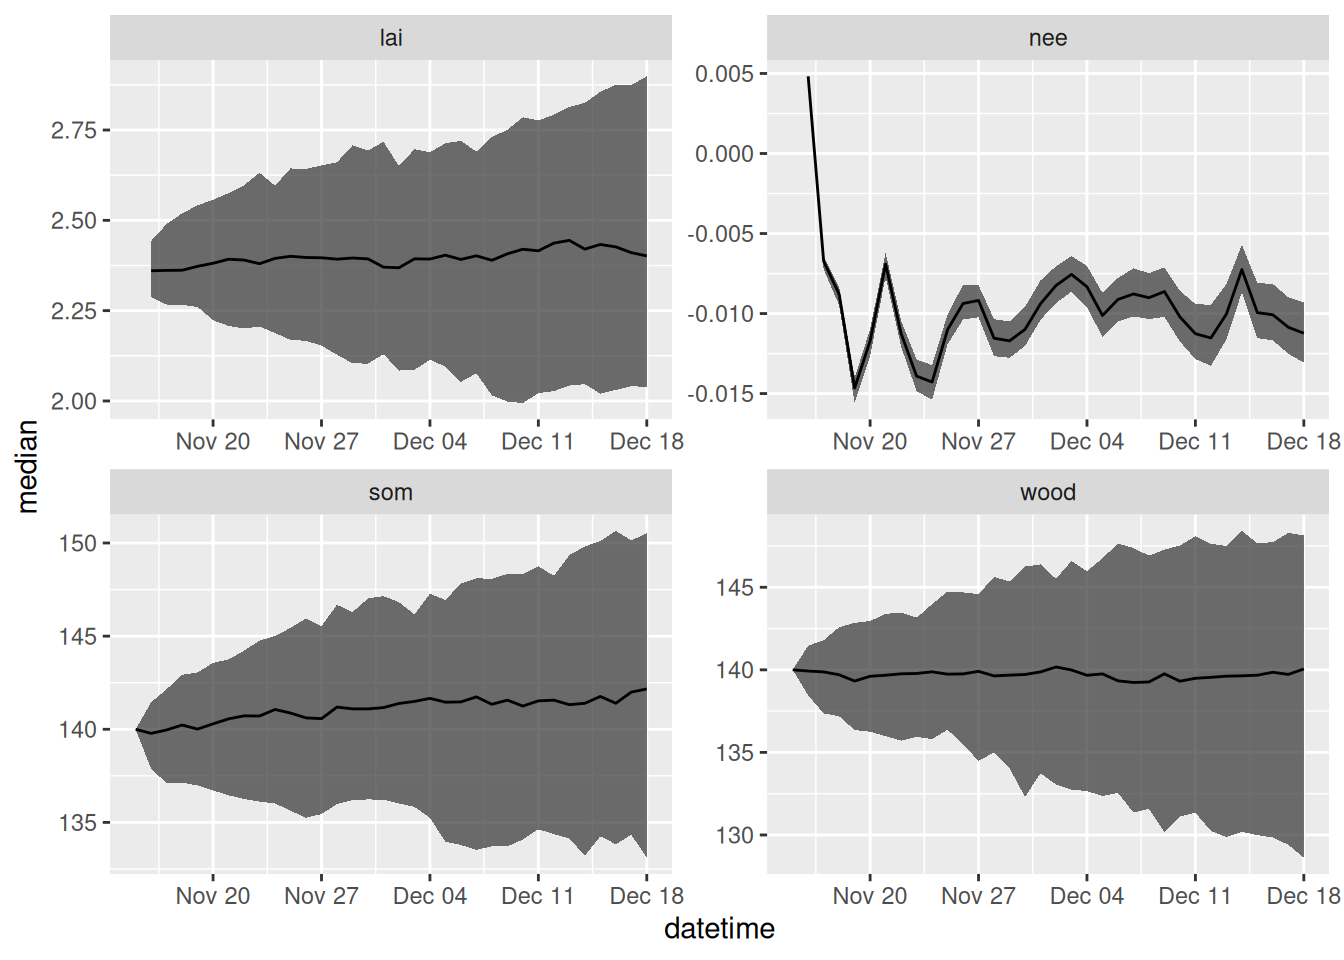 lai
nee
2.75
2.50
2.25
2.00
0.005
0.000
-0.005
-0.010
-0.015
Nov 20 Nov 27 Dec 04 Dec 11 Dec 18
Nov 20 Nov 27 Dec 04 Dec 11 Dec 18
median
som
wood
150
145
140
135
145
140
135
130
Nov 20 Nov 27 Dec 04 Dec 11 Dec 18
Nov 20 Nov 27 Dec 04 Dec 11 Dec 18
datetime